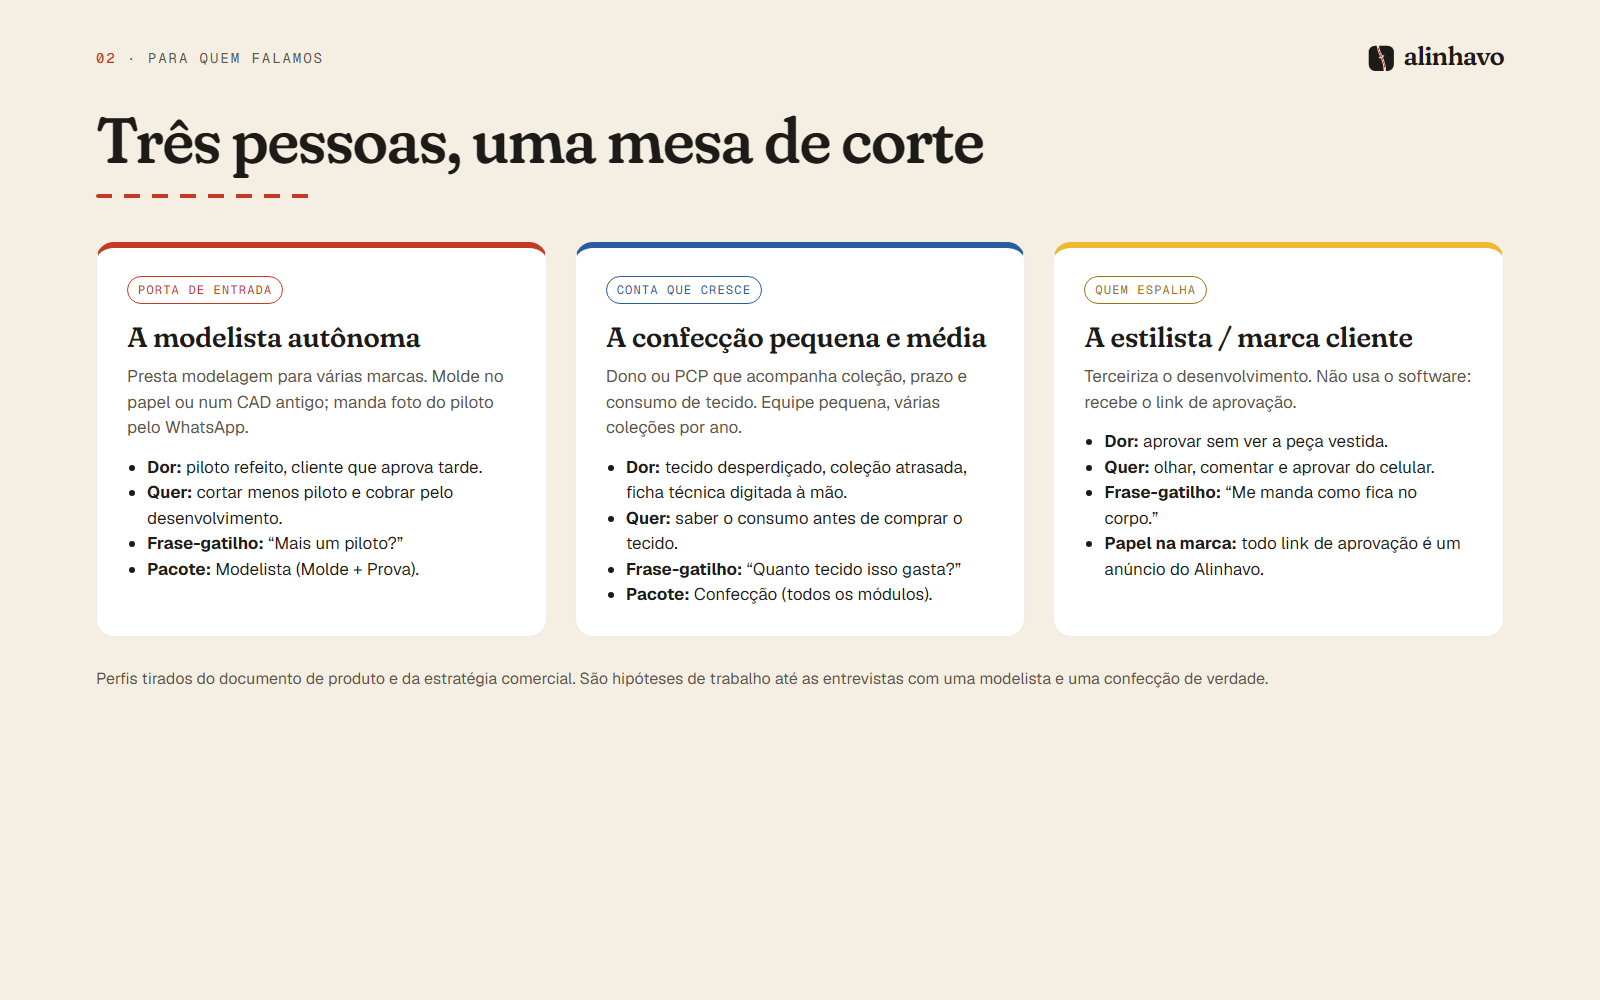 02 · PARA QUEM FALAMOS
alinhavo
Três pessoas, uma mesa de corte
PORTA DE ENTRADA
A modelista autônoma
Presta modelagem para várias marcas. Molde no
papel ou num CAD antigo; manda foto do piloto
pelo WhatsApp.
• Dor: piloto refeito, cliente que aprova tarde.
• Quer: cortar menos piloto e cobrar pelo
desenvolvimento.
• Frase-gatilho: “Mais um piloto?”
• Pacote: Modelista (Molde + Prova).
CONTA QUE CRESCE
A confecção pequena e média
Dono ou PCP que acompanha coleção, prazo e
consumo de tecido. Equipe pequena, várias
coleções por ano.
• Dor: tecido desperdiçado, coleção atrasada,
ficha técnica digitada à mão.
• Quer: saber o consumo antes de comprar o
tecido.
• Frase-gatilho: “Quanto tecido isso gasta?”
• Pacote: Confecção (todos os módulos).
QUEM ESPALHA
A estilista / marca cliente
Terceiriza o desenvolvimento. Não usa o software:
recebe o link de aprovação.
• Dor: aprovar sem ver a peça vestida.
• Quer: olhar, comentar e aprovar do celular.
• Frase-gatilho: “Me manda como fica no
corpo.”
• Papel na marca: todo link de aprovação é um
anúncio do Alinhavo.
Perfis tirados do documento de produto e da estratégia comercial. São hipóteses de trabalho até as entrevistas com uma modelista e uma confecção de verdade.